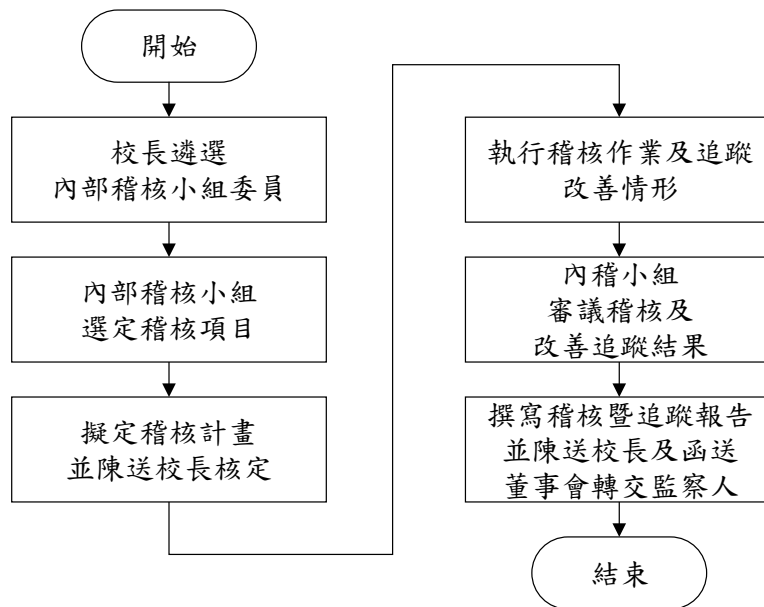 開始
校長遴選
內部稽核小組委員
內部稽核小組
選定稽核項目
擬定稽核計畫
並陳送校長核定
執行稽核作業及追蹤
改善情形
內稽小組
審議稽核及
改善追蹤結果
撰寫稽核暨追蹤報告
並陳送校長及函送
董事會轉交監察人
結束